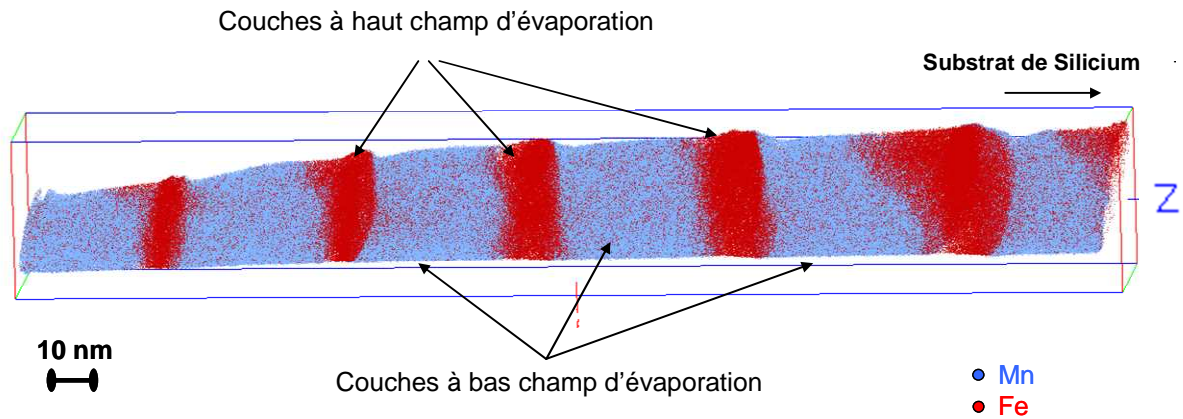 Couches à haut champ d'évaporation
Substrat de Silicium
Z
10 nm
Couches à bas champ d'évaporation
Mn
Fe